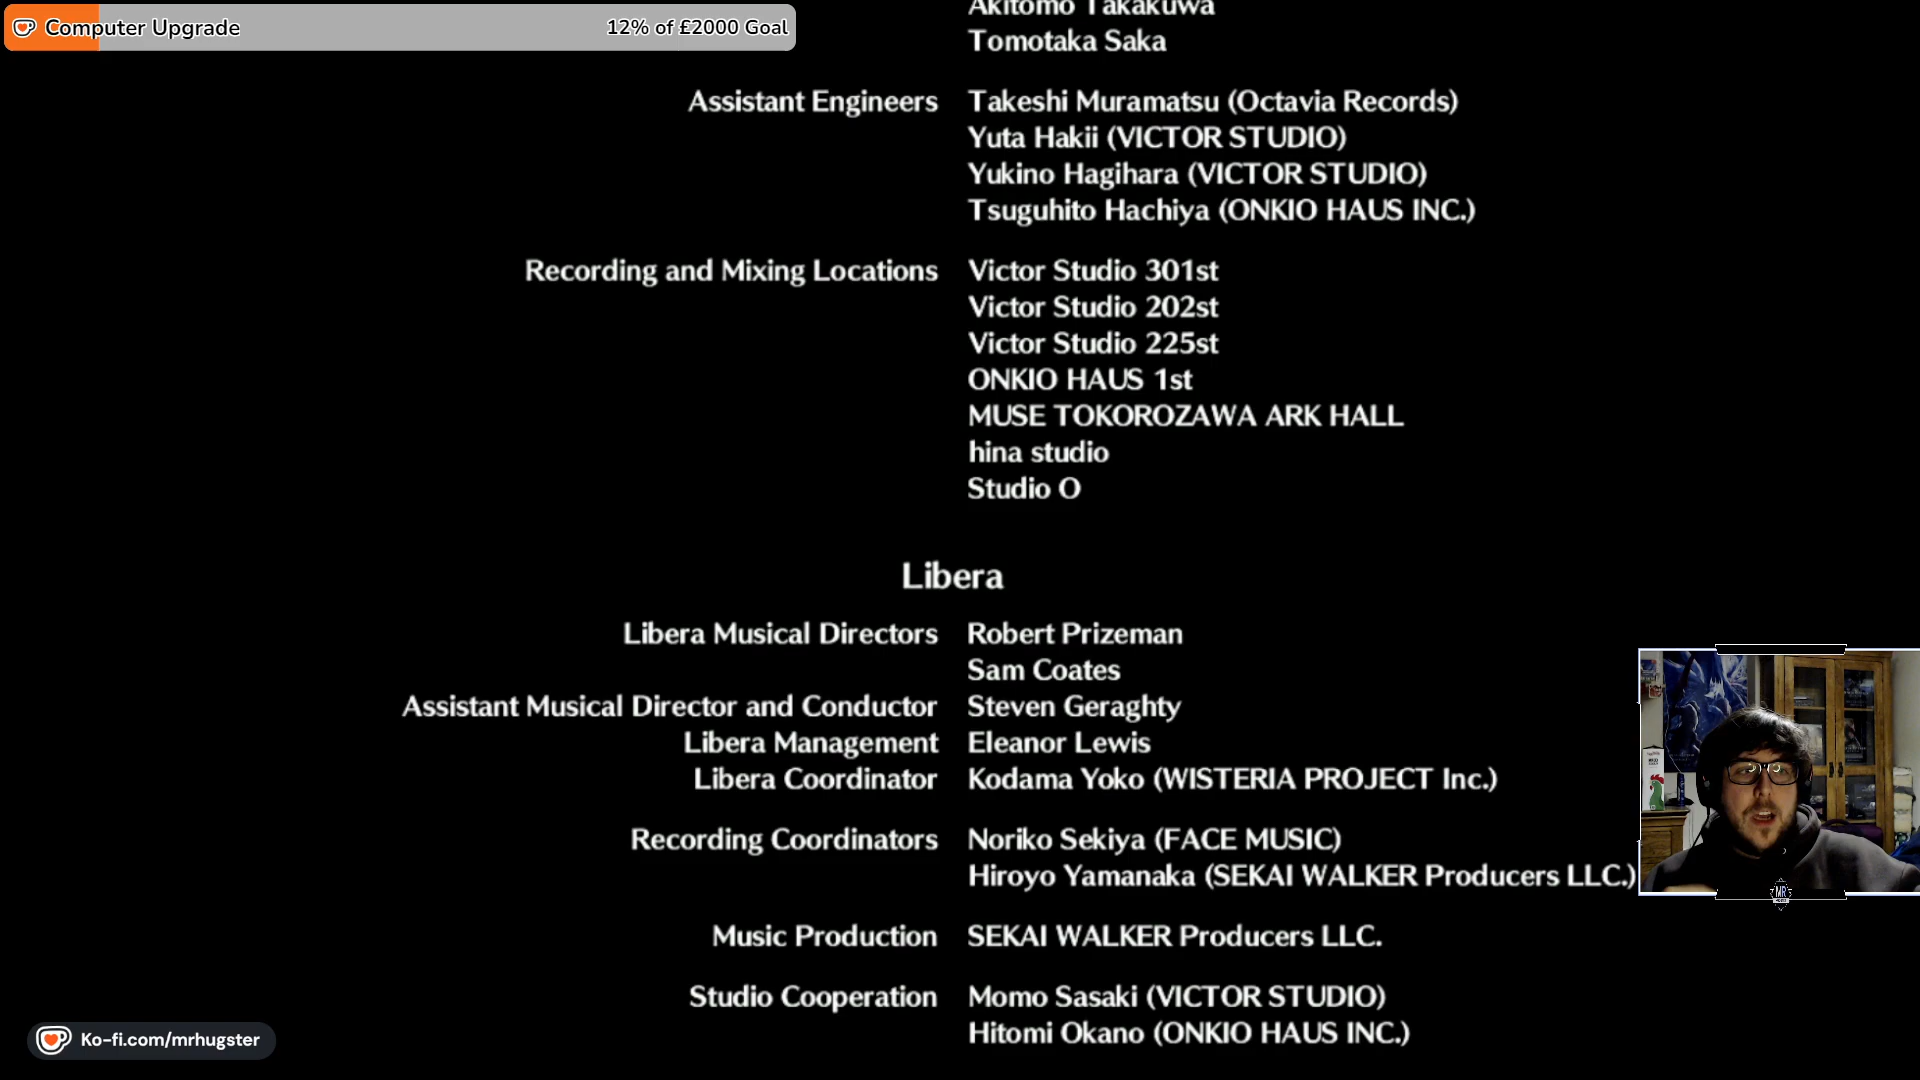 Computer Upgrade 12% of £2000 Goal
Akitomo Takakuwa
Tomotaka Saka
Assistant Engineers Takeshi Muramatsu (Octavia Records)
Yuta Hakii (VICTOR STUDIO)
Yukino Hagihara (VICTOR STUDIO)
Tsuguhito Hachiya (ONKIO HAUS INC.)
Recording and Mixing Locations Victor Studio 301st
Victor Studio 202st
Victor Studio 225st
ONKIO HAUS 1st
MUSE TOKOROZAWA ARK HALL
hina studio
Studio O
Libera
Libera Musical Directors Robert Prizeman
Sam Coates
Assistant Musical Director and Conductor Steven Geraghty
Libera Management Eleanor Lewis
Libera Coordinator Kodama Yoko (WISTERIA PROJECT Inc.)
Recording Coordinators Noriko Sekiya (FACE MUSIC)
Hiroyo Yamanaka (SEKAI WALKER Producers LLC.)
MR
Music Production SEKAI WALKER Producers LLC.
Studio Cooperation Momo Sasaki (VICTOR STUDIO)
Hitomi Okano (ONKIO HAUS INC.)
Ko-fi.com/mrhugster